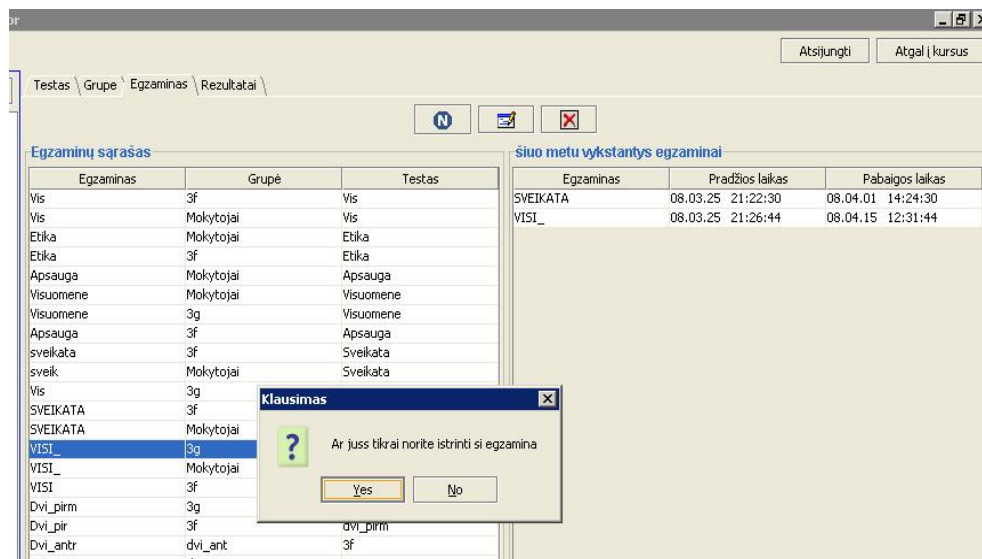 or
Atsijungti Atgal į kursus
Testas Grupe Egzaminas Rezultatai
N
Egzaminų sąrašas
Egzaminas Grupė Testas
Vis 3f Vis
Vis Mokytojai Vis
Etika Mokytojai Etika
Etika 3f Etika
Apsauga Mokytojai Apsauga
Visuomene Mokytojai Visuomene
Visuomene 3g Visuomene
Apsauga 3f Apsauga
sveikata 3f Sveikata
sveik Mokytojai Sveikata
Vis 3g
SVEIKATA 3f
SVEIKATA Mokytojai
VISI_ 3g
VISI_ Mokytojai
VISI 3f
Dvi_pirm 3g
Dvi_pir 3f dvi_pirm
Dvi_antr dvi_ant 3f
šiuo metu vykstantys egzaminai
Egzaminas Pradžios laikas Pabaigos laikas
SVEIKATA 08.03.25 21:22:30 08.04.01 14:24:30
VISI_ 08.03.25 21:26:44 08.04.15 12:31:44
Klausimas
Ar juss tikrai norite istrinti si egzamina
Yes No